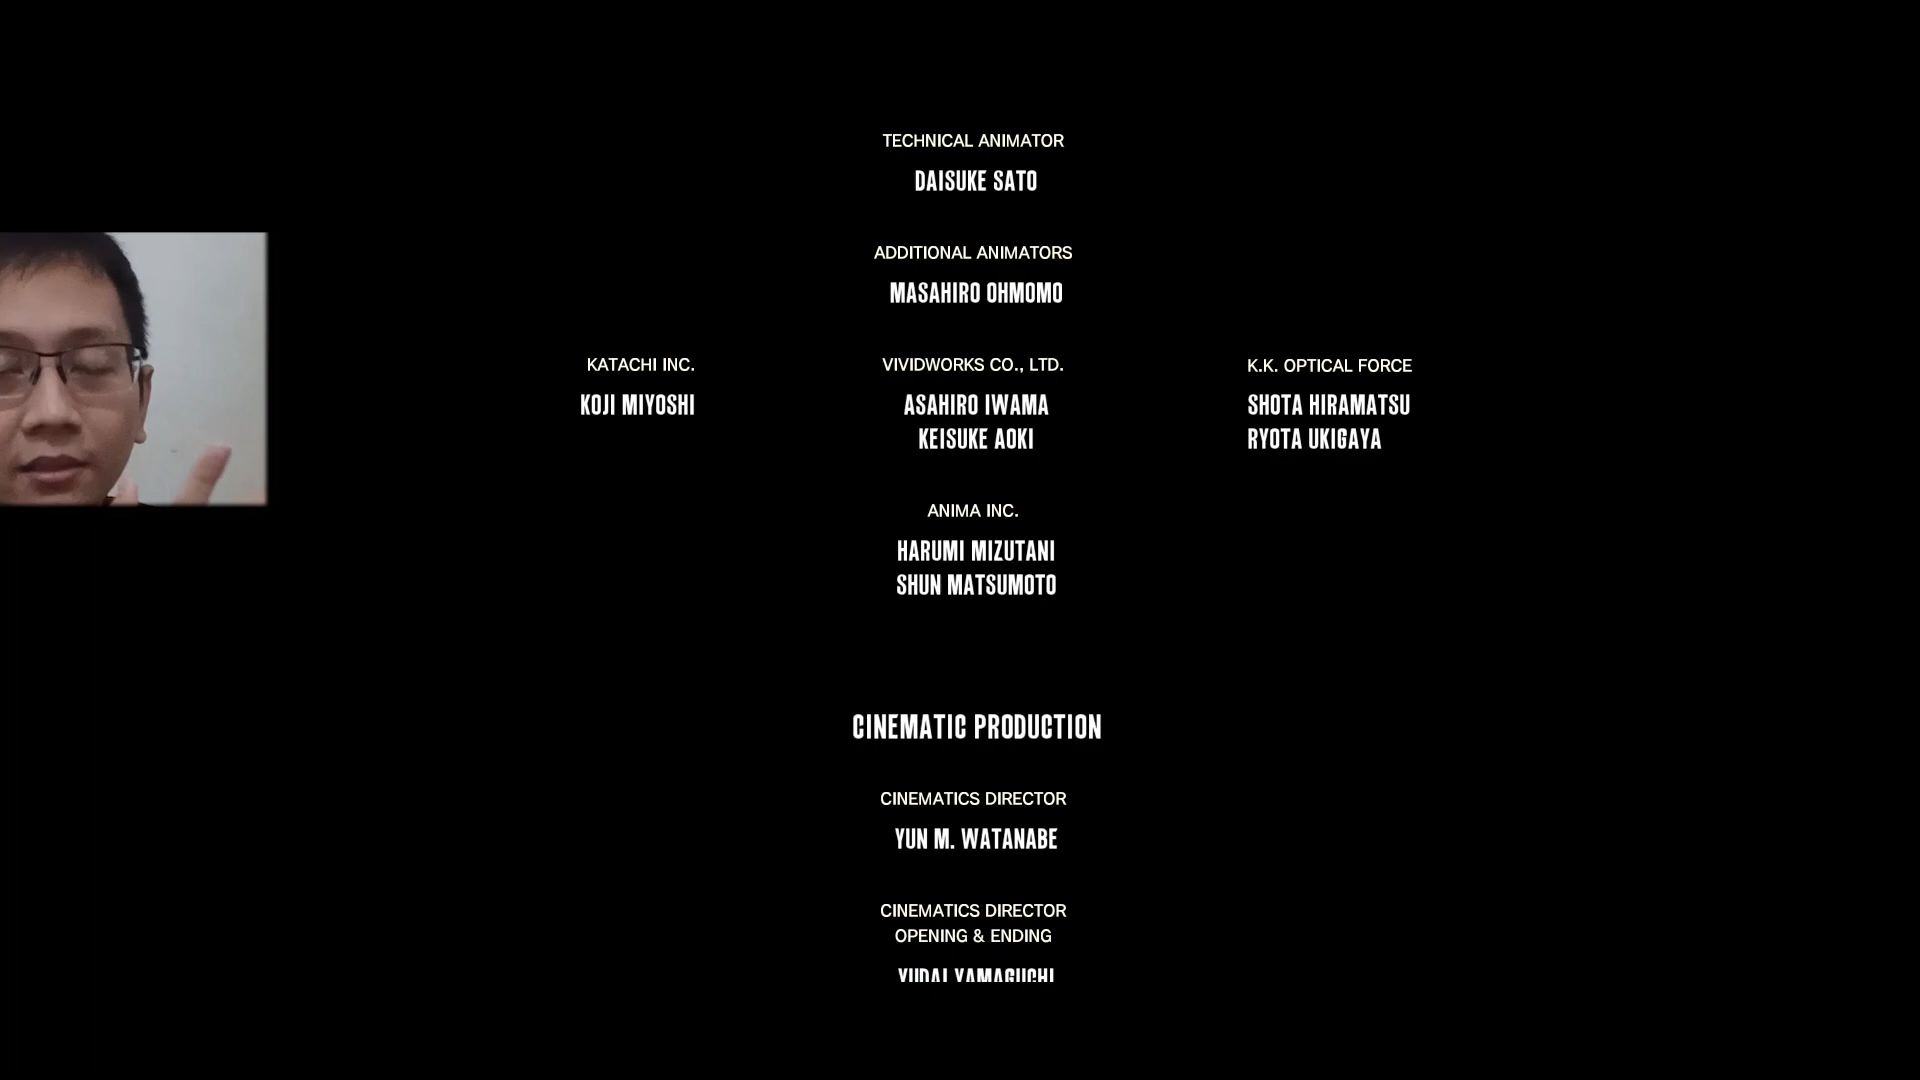 TECHNICAL ANIMATOR
DAISUKE SATO
ADDITIONAL ANIMATORS
MASAHIRO OHMOMO
KATACHI INC.
KOJI MIYOSHI
VIVIDWORKS CO., LTD.
ASAHIRO IWAMA
KEISUKE AOKI
K.K. OPTICAL FORCE
SHOTA HIRAMATSU
RYOTA UKIGAYA
ANIMA INC.
HARUMI MIZUTANI
SHUN MATSUMOTO
CINEMATIC PRODUCTION
CINEMATICS DIRECTOR
YUN M. WATANABE
CINEMATICS DIRECTOR
OPENING & ENDING
YUDAI YAMAGUCHI